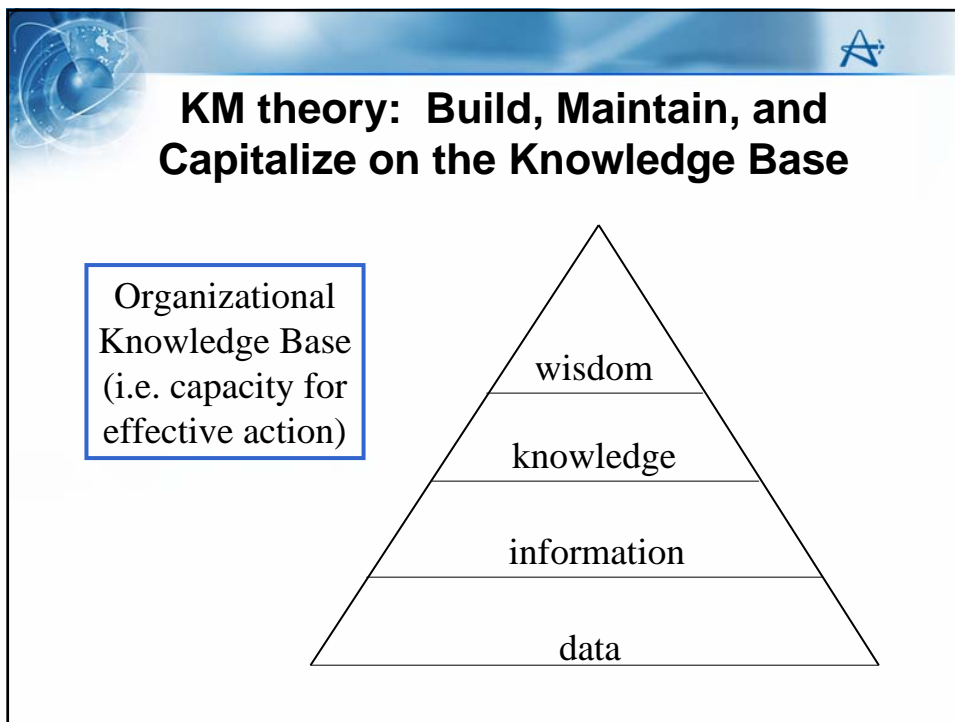 KM theory: Build, Maintain, and
Capitalize on the Knowledge Base
Organizational
Knowledge Base
(i.e. capacity for
effective action)
wisdom
knowledge
information
data